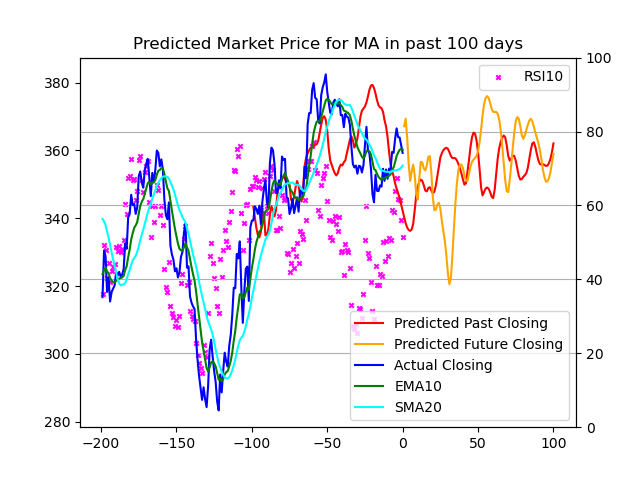 Predicted Market Price for MA in past 100 days
380
360
340
320
300
280
100
80
60
40
20
0
RSI10
Predicted Past Closing
Predicted Future Closing
Actual Closing
EMA10
SMA20
−200
−150
−100
−50
0
50
100